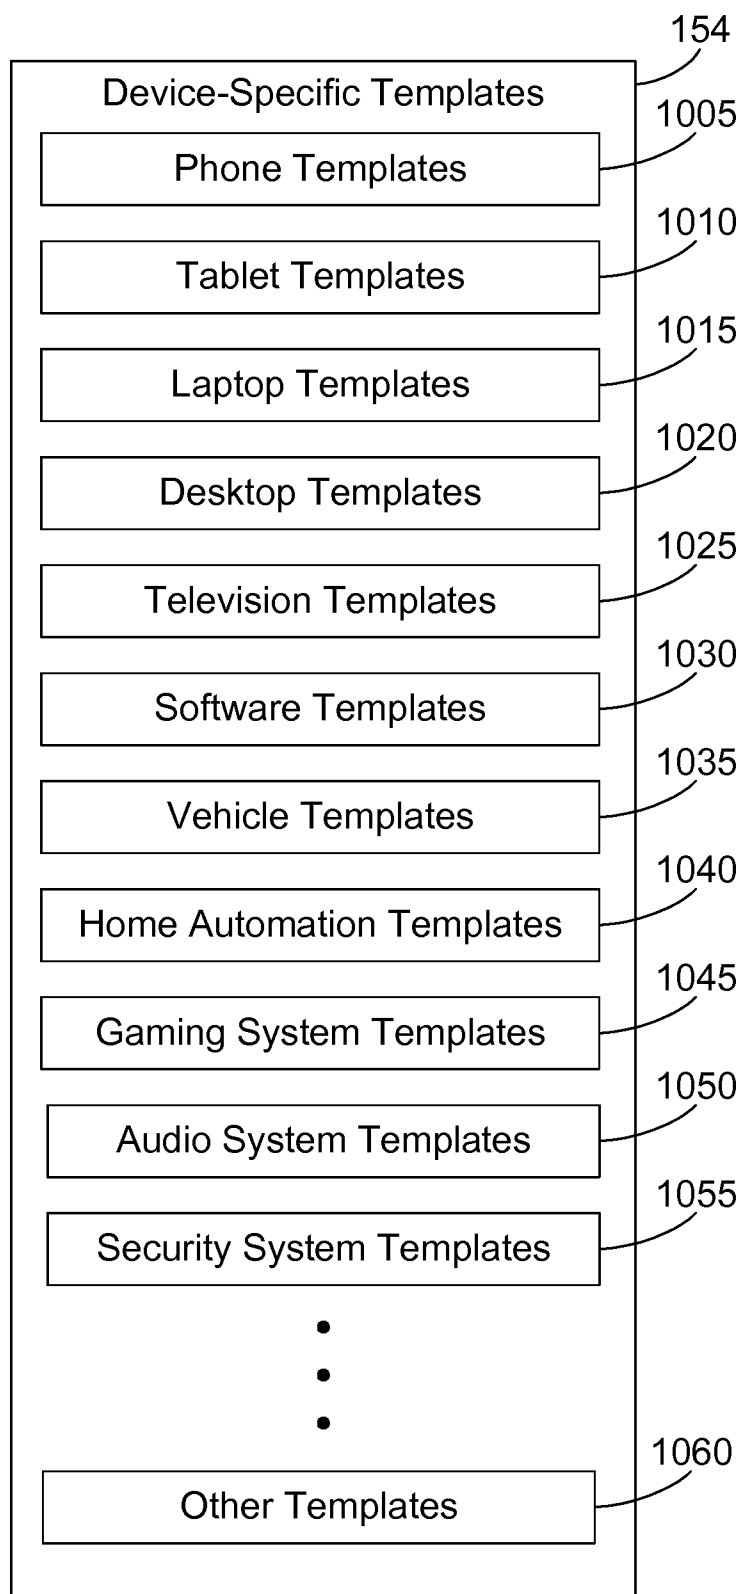 154
Device-Specific Templates
1005
Phone Templates
1010
Tablet Templates
1015
Laptop Templates
1020
Desktop Templates
1025
Television Templates
1030
Software Templates
1035
Vehicle Templates
1040
Home Automation Templates
1045
Gaming System Templates
1050
Audio System Templates
1055
Security System Templates
1060
Other Templates